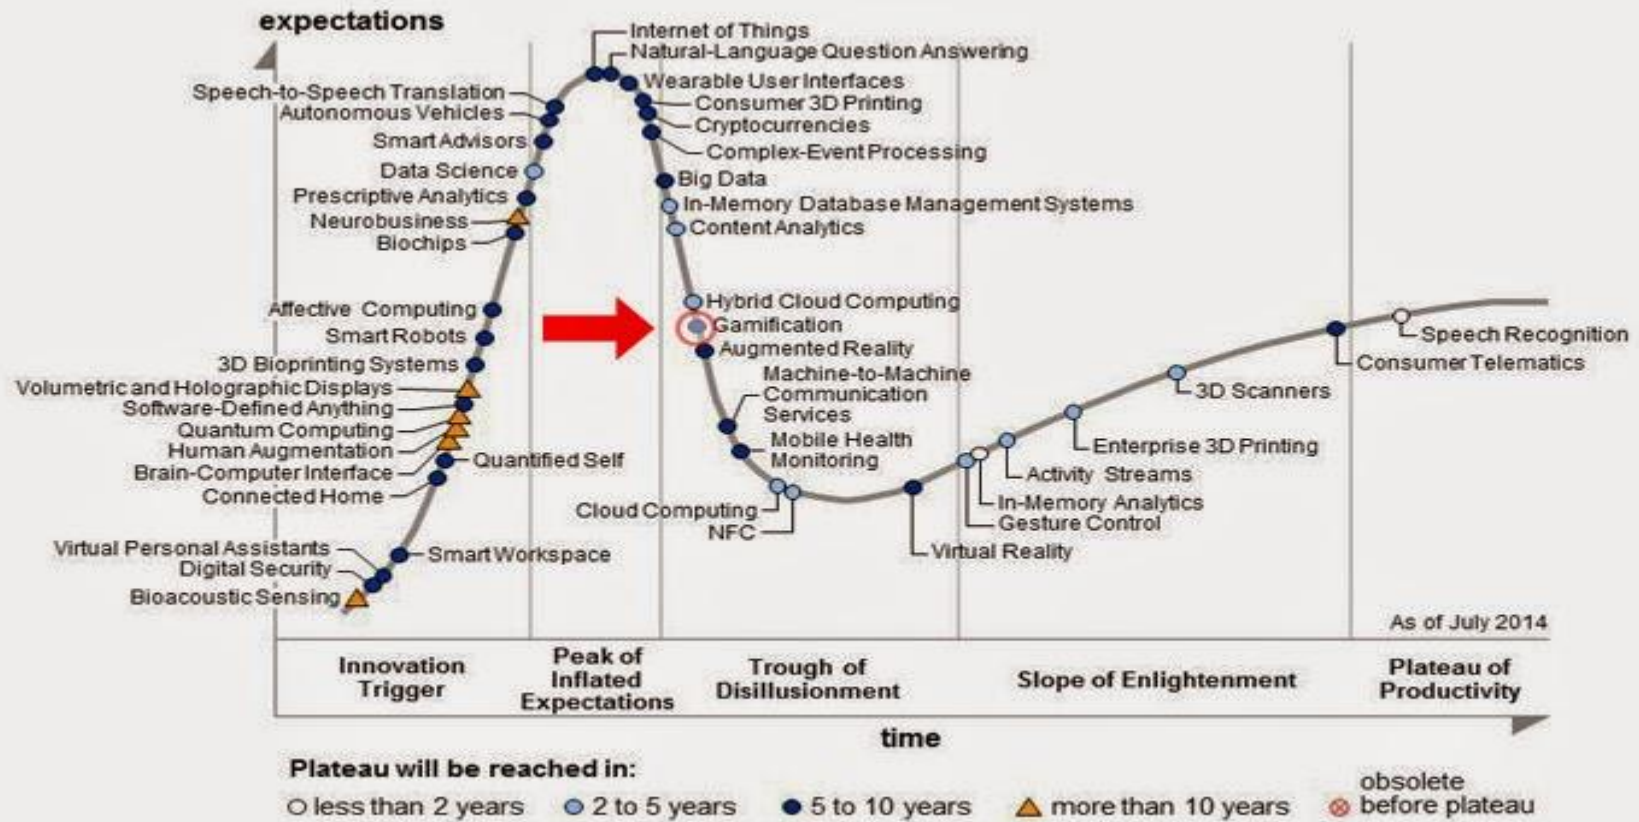 expectations
Internet of Things
Natural-Language Question Answering
Wearable User Interfaces
Consumer 3D Printing
Cryptocurrencies
Complex-Event Processing
Big Data
In-Memory Database Management Systems
Content Analytics
Hybrid Cloud Computing
Gamification
Augmented Reality
Machine-to-Machine
Communication
Services
Mobile Health
Monitoring
Speech-to-Speech Translation
Autonomous Vehicles
Smart Advisors
Data Science
Prescriptive Analytics
Neurobusiness
Biochips
Affective Computing
Smart Robots
3D Bioprinting Systems
Volumetric and Holographic Displays
Software-Defined Anything
Quantum Computing
Human Augmentation
Brain-Computer Interface
Connected Home
Quantified Self
Virtual Personal Assistants
Digital Security
Bioacoustic Sensing
Smart Workspace
Cloud Computing
NFC
Virtual Reality
Speech Recognition
Consumer Telematics
3D Scanners
Enterprise 3D Printing
Activity Streams
In-Memory Analytics
Gesture Control
As of July 2014
Innovation
Trigger
Peak of
Inflated
Expectations
Trough of
Disillusionment
Slope of Enlightenment
Plateau of
Productivity
time
Plateau will be reached in:
less than 2 years
2 to 5 years
5 to 10 years
more than 10 years
obsolete
before plateau